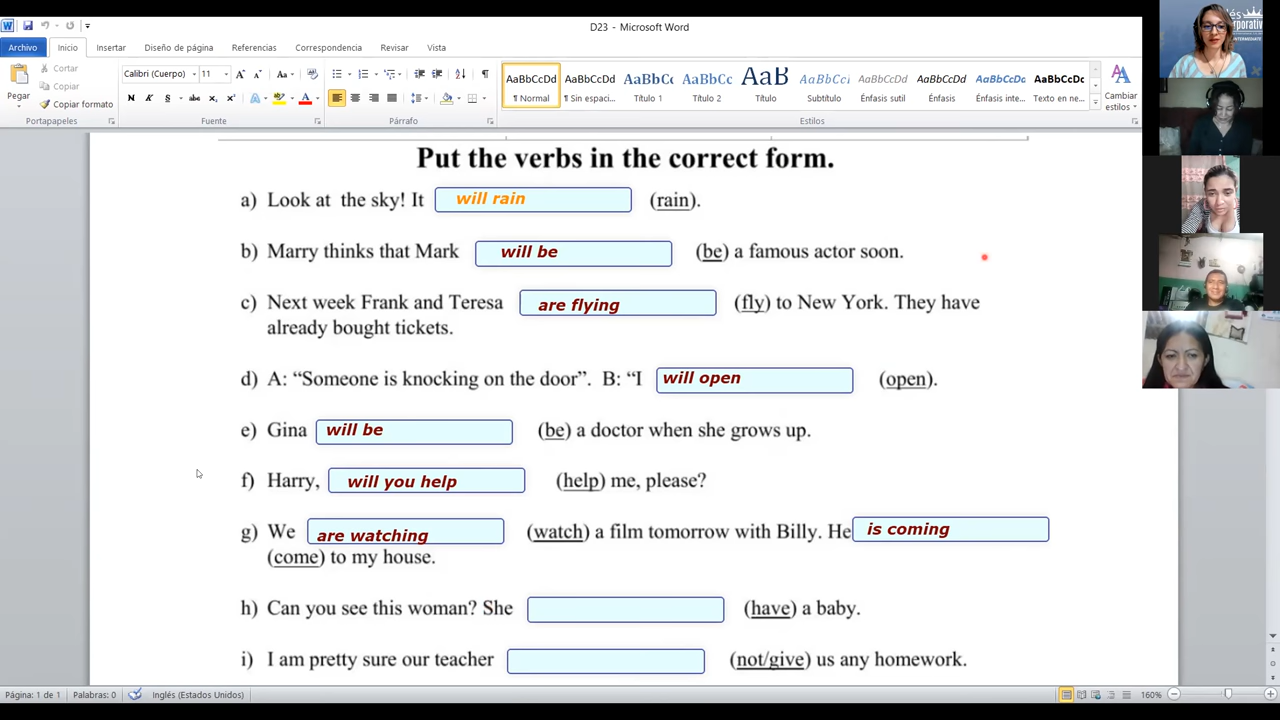 D23 - Microsoft Word
Archivo Inicio Insertar Diseño de página Referencias Correspondencia Revisar Vista
Pegar
Cortar
Copiar
Copiar formato
Portapapeles
Calibri (Cuerpo) 11
Fuente
Párrafo
AaBbCcDd AaBbCcDd AaBbCc AaBbCcDd AaB AaBbCcDd AaBbCcDd AaBbCcDd AaBbCcDd
¶ Normal ¶ Sin espaci... Título 1 Título 2 Título Subtítulo Énfasis sutil Énfasis Énfasis inte... Texto en ne...
Cambiar estilos
Estilos
Put the verbs in the correct form.
a) Look at the sky! It will rain (rain).
b) Marry thinks that Mark will be (be) a famous actor soon.
c) Next week Frank and Teresa are flying (fly) to New York. They have
already bought tickets.
d) A: “Someone is knocking on the door”. B: “I will open (open).
e) Gina will be (be) a doctor when she grows up.
f) Harry, will you help (help) me, please?
g) We are watching (watch) a film tomorrow with Billy. He is coming
(come) to my house.
h) Can you see this woman? She (have) a baby.
i) I am pretty sure our teacher (not/give) us any homework.
Página: 1 de 1 Palabras: 0 Inglés (Estados Unidos) 160%